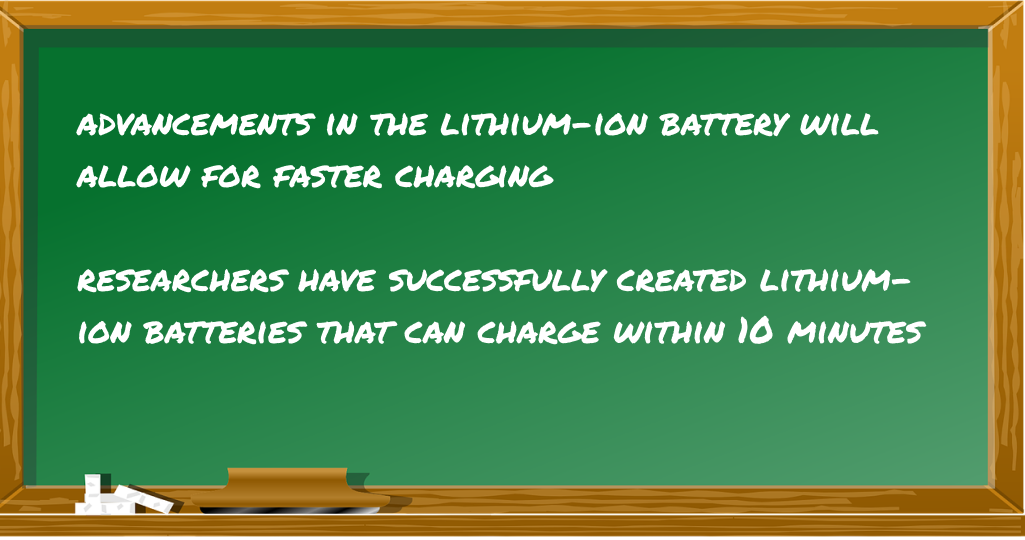 ADVANCEMENTS IN THE LITHIUM-ION BATTERY WILL
ALLOW FOR FASTER CHARGING
RESEARCHERS HAVE SUCCESSFULLY CREATED LITHIUM-
ION BATTERIES THAT CAN CHARGE WITHIN 10 MINUTES